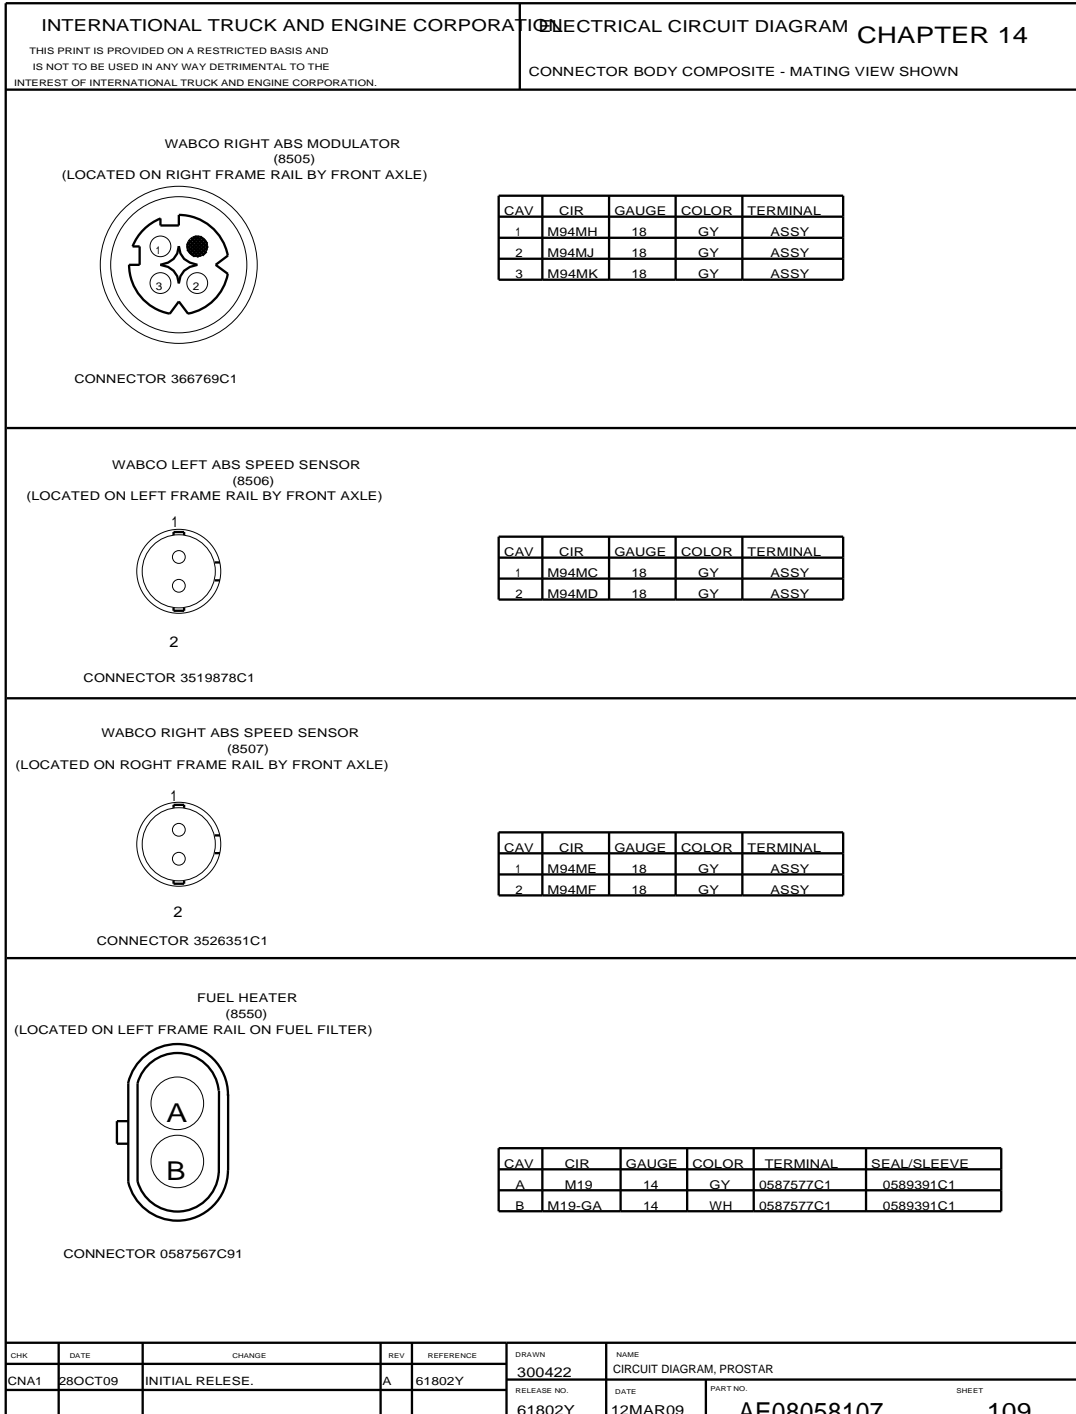 INTERNATIONAL TRUCK AND ENGINE CORPORATION
THIS PRINT IS PROVIDED ON A RESTRICTED BASIS AND
IS NOT TO BE USED IN ANY WAY DETRIMENTAL TO THE
INTEREST OF INTERNATIONAL TRUCK AND ENGINE CORPORATION.
ELECTRICAL CIRCUIT DIAGRAM CHAPTER 14
CONNECTOR BODY COMPOSITE - MATING VIEW SHOWN
WABCO RIGHT ABS MODULATOR
(8505)
(LOCATED ON RIGHT FRAME RAIL BY FRONT AXLE)
1
3 2
CONNECTOR 366769C1
CAV CIR GAUGE COLOR TERMINAL
1 M94MH 18 GY ASSY
2 M94MJ 18 GY ASSY
3 M94MK 18 GY ASSY
WABCO LEFT ABS SPEED SENSOR
(8506)
(LOCATED ON LEFT FRAME RAIL BY FRONT AXLE)
1
2
CONNECTOR 3519878C1
CAV CIR GAUGE COLOR TERMINAL
1 M94MC 18 GY ASSY
2 M94MD 18 GY ASSY
WABCO RIGHT ABS SPEED SENSOR
(8507)
(LOCATED ON ROGHT FRAME RAIL BY FRONT AXLE)
1
2
CONNECTOR 3526351C1
CAV CIR GAUGE COLOR TERMINAL
1 M94ME 18 GY ASSY
2 M94MF 18 GY ASSY
FUEL HEATER
(8550)
(LOCATED ON LEFT FRAME RAIL ON FUEL FILTER)
A
B
CONNECTOR 0587567C91
CAV CIR GAUGE COLOR TERMINAL SEAL/SLEEVE
A M19 14 GY 0587577C1 0589391C1
B M19-GA 14 WH 0587577C1 0589391C1
CHK DATE CHANGE REV REFERENCE
CNA1 28OCT09 INITIAL RELESE. A 61802Y
DRAWN
300422
NAME
CIRCUIT DIAGRAM, PROSTAR
RELEASE NO.
61802Y
DATE
12MAR09
PART NO.
AE08058107
SHEET
109